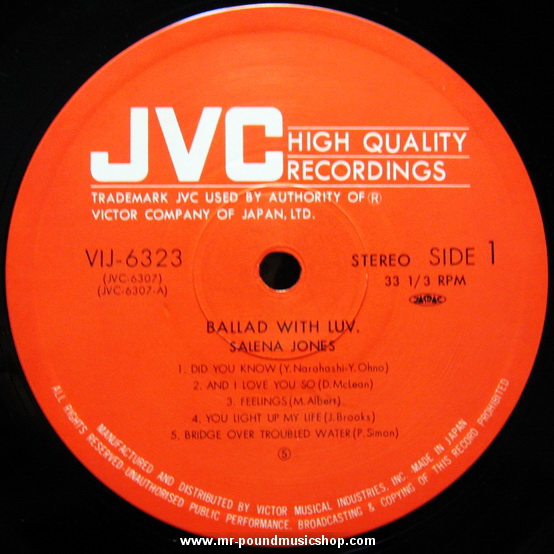 JVC HIGH QUALITY
RECORDINGS
TRADEMARK JVC USED BY AUTHORITY OF ®
VICTOR COMPANY OF JAPAN, LTD.
VIJ-6323
(JVC-6307)
(JVC-6307-A)
STEREO SIDE 1
33 1/3 RPM
JASRAC
BALLAD WITH LUV.
SALENA JONES
1. DID YOU KNOW (Y. Narahashi-Y. Ohno)
2. AND I LOVE YOU SO (D. McLean)
3. FEELINGS (M. Albert).
4. YOU LIGHT UP MY LIFE (J. Brooks)
5. BRIDGE OVER TROUBLED WATER (P. Simon)
Ⓢ
MANUFACTURED AND DISTRIBUTED BY VICTOR MUSICAL INDUSTRIES, INC. MADE IN JAPAN
ALL RIGHTS RESERVED·UNAUTHORISED PUBLIC PERFORMANCE, BROADCASTING & COPYING OF THIS RECORD PROHIBITED
www.mr-poundmusicshop.com